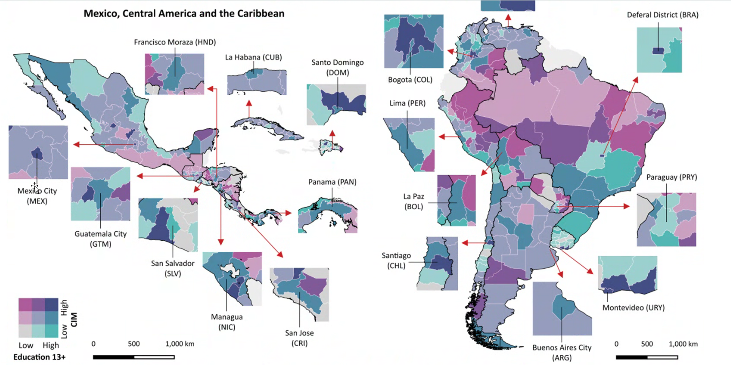 Mexico, Central America and the Caribbean
Francisco Moraza (HND)
La Habana (CUB)
Santo Domingo
(DOM)
Mexico City
(MEX)
Guatemala City
(GTM)
San Salvador
(SLV)
Panama (PAN)
Managua
(NIC)
San Jose
(CRI)
High
CIM
Low
Low High
Education 13+
0 500 1,000 km
Deferal District (BRA)
Bogota (COL)
Lima (PER)
La Paz
(BOL)
Paraguay (PRY)
Santiago
(CHL)
Montevideo (URY)
Buenos Aires City
(ARG)
0 500 1,000 km